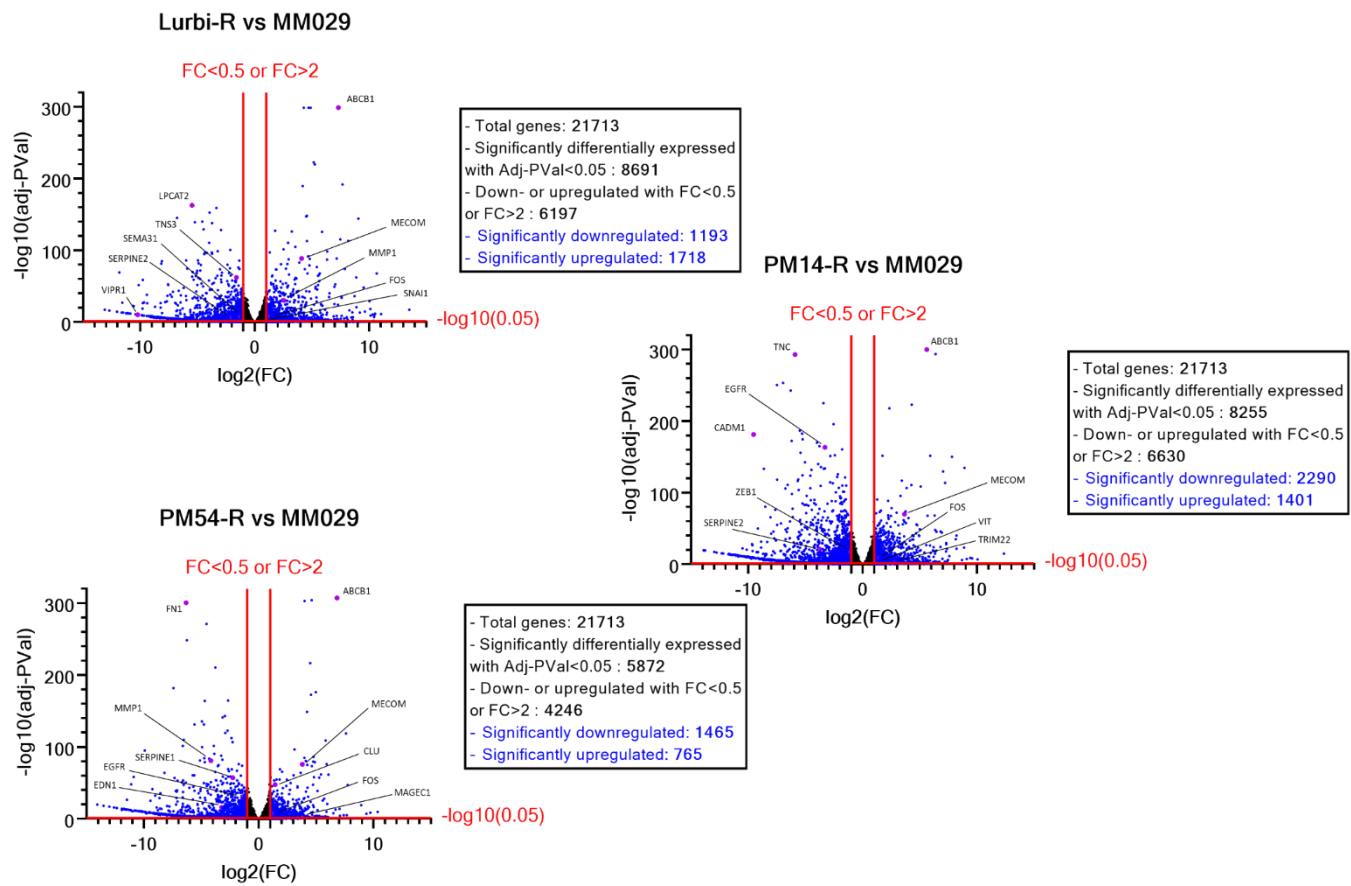 Lurbi-R vs MM029
FC<0.5 or FC>2
300
200
100
0
-log10(adj-PVal)
ABCB1
LPCAT2
TNS3
SEMA31
SERPINE2
VIPR1
MECOM
MMP1
FOS
SNAI1
-log10(0.05)
-10
0
10
log2(FC)
- Total genes: 21713
- Significantly differentially expressed
with Adj-PVal<0.05 : 8691
- Down- or upregulated with FC<0.5
or FC>2 : 6197
- Significantly downregulated: 1193
- Significantly upregulated: 1718
PM14-R vs MM029
FC<0.5 or FC>2
300
200
100
0
-log10(adj-PVal)
TNC
ABCB1
EGFR
CADM1
ZEB1
SERPINE2
MECOM
FOS
VIT
TRIM22
-log10(0.05)
-10
0
10
log2(FC)
- Total genes: 21713
- Significantly differentially expressed
with Adj-PVal<0.05 : 8255
- Down- or upregulated with FC<0.5
or FC>2 : 6630
- Significantly downregulated: 2290
- Significantly upregulated: 1401
PM54-R vs MM029
FC<0.5 or FC>2
300
200
100
0
-log10(adj-PVal)
FN1
ABCB1
MMP1
SERPINE1
EGFR
EDN1
MECOM
CLU
FOS
MAGEC1
-log10(0.05)
-10
0
10
log2(FC)
- Total genes: 21713
- Significantly differentially expressed
with Adj-PVal<0.05 : 5872
- Down- or upregulated with FC<0.5
or FC>2 : 4246
- Significantly downregulated: 1465
- Significantly upregulated: 765